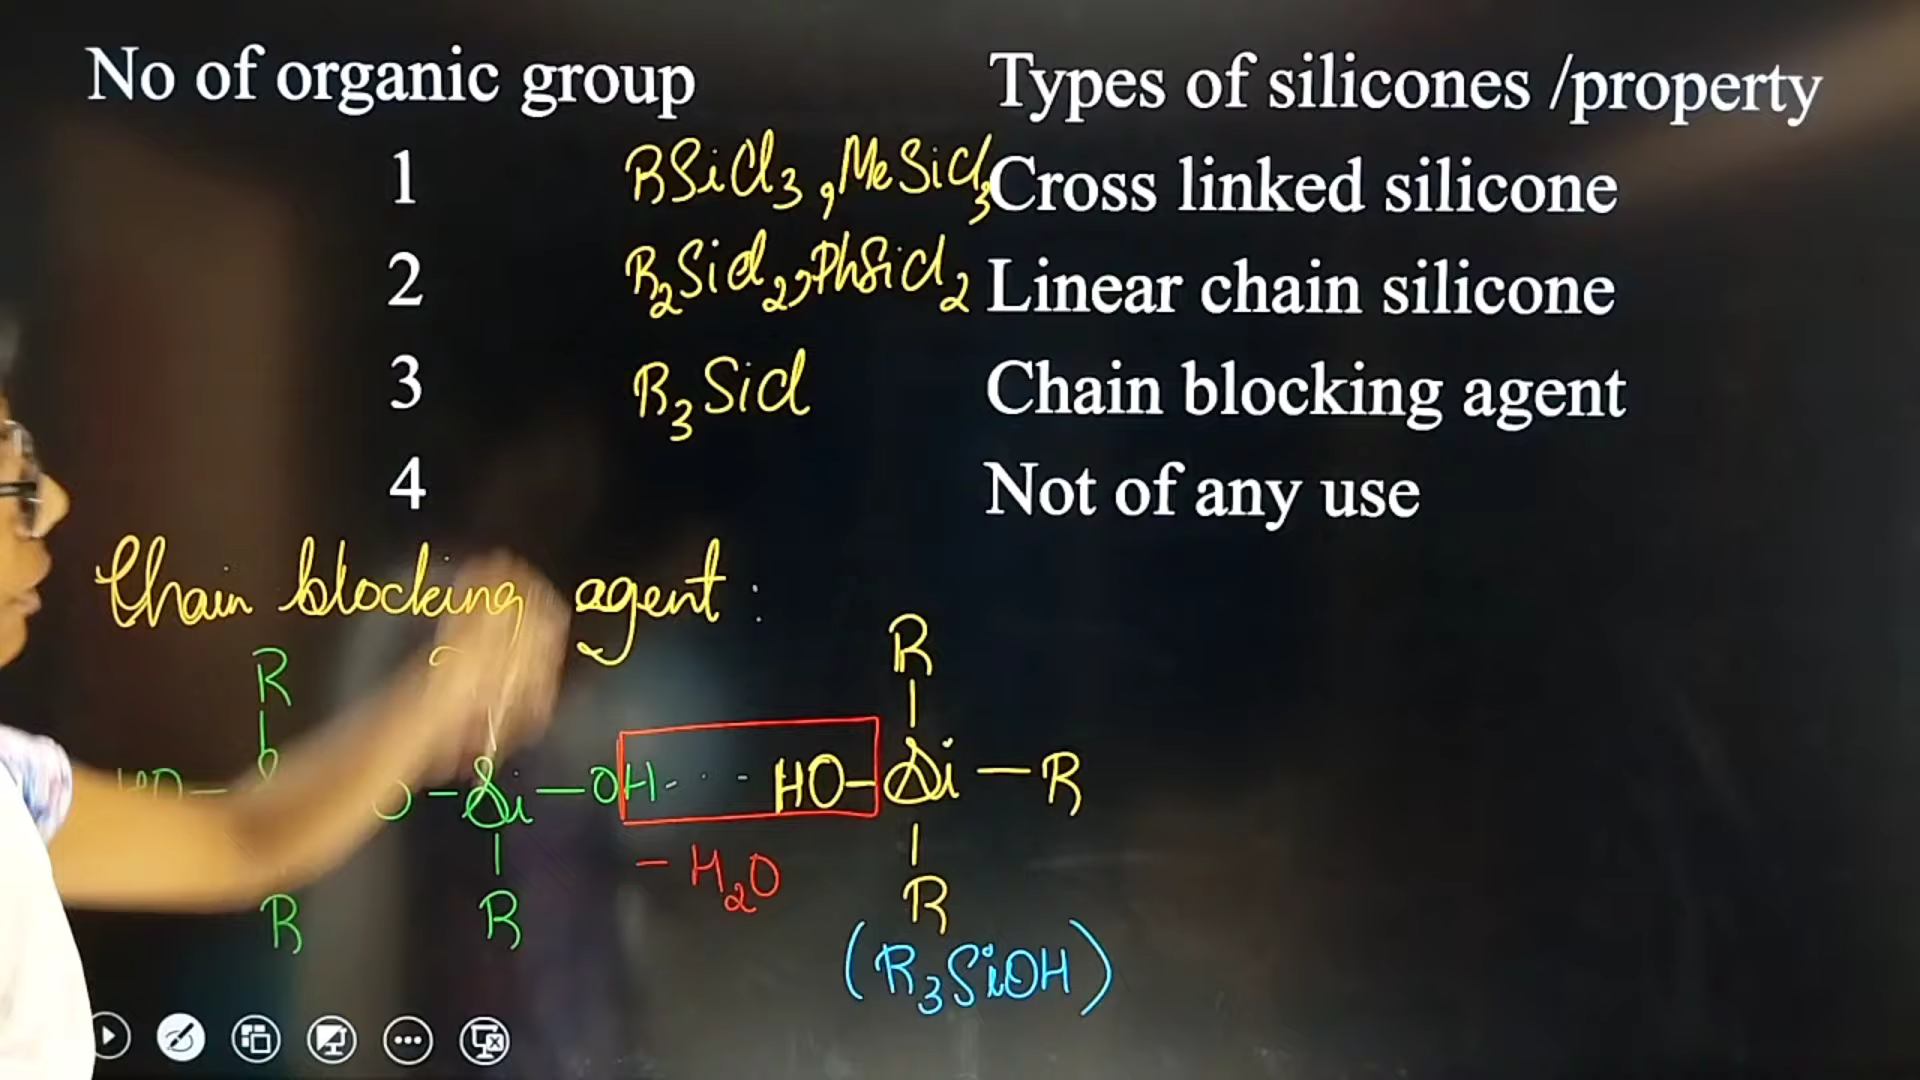 No of organic group Types of silicones /property
1 RSiCl3, MeSiCl3 Cross linked silicone
2 R2SiCl2, PhSiCl2 Linear chain silicone
3 R3SiCl Chain blocking agent
4 Not of any use
Chain blocking agent :
R R
HO- O-Si-OH HO-Si-R
R R R
-H2O
(R3SiOH)